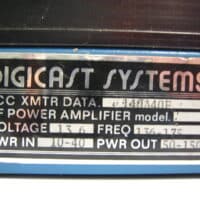 DIGICAST SYSTEMS
CC XMTR DATA.
F POWER AMPLIFIER model.
VOLTAGE 13.6 FREQ 136-175
WR IN 10-40 PWR OUT 50-150